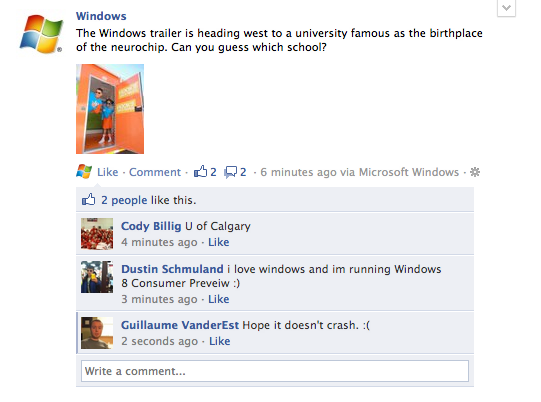 Windows
The Windows trailer is heading west to a university famous as the birthplace
of the neurochip. Can you guess which school?
Like · Comment · 2 2 · 6 minutes ago via Microsoft Windows ·
2 people like this.
Cody Billig U of Calgary
4 minutes ago · Like
Dustin Schmuland i love windows and im running Windows
8 Consumer Preveiw :)
3 minutes ago · Like
Guillaume VanderEst Hope it doesn't crash. :(
2 seconds ago · Like
Write a comment...